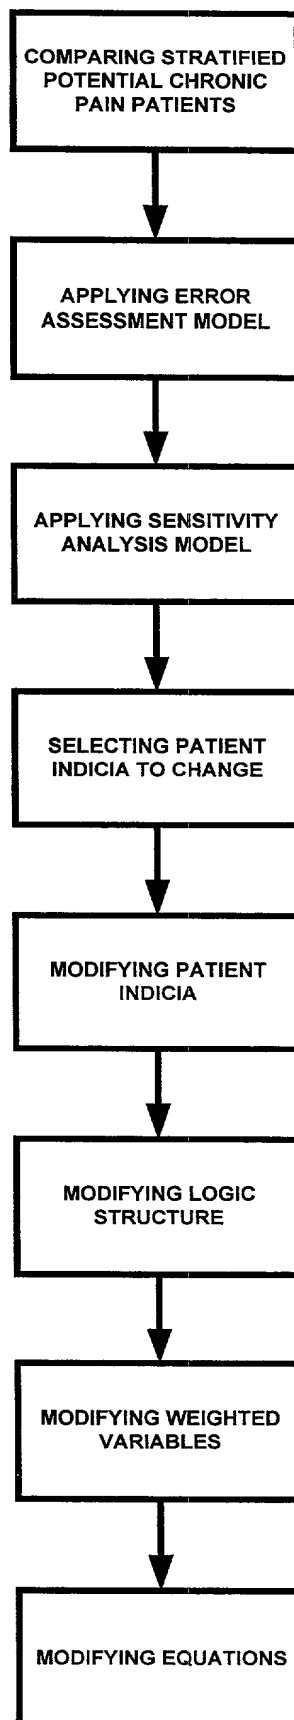 COMPARING STRATIFIED
POTENTIAL CHRONIC
PAIN PATIENTS
APPLYING ERROR
ASSESSMENT MODEL
APPLYING SENSITIVITY
ANALYSIS MODEL
SELECTING PATIENT
INDICIA TO CHANGE
MODIFYING PATIENT
INDICIA
MODIFYING LOGIC
STRUCTURE
MODIFYING WEIGHTED
VARIABLES
MODIFYING EQUATIONS